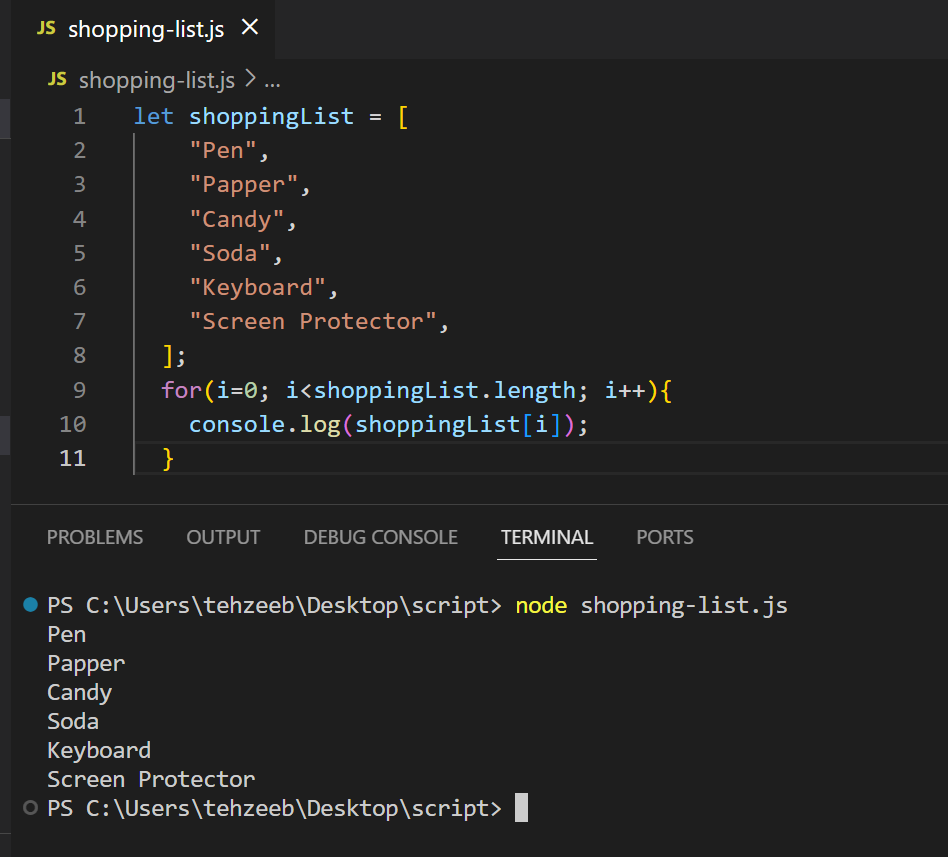 JS shopping-list.js ×
JS shopping-list.js > ...
1 let shoppingList = [
2 "Pen",
3 "Papper",
4 "Candy",
5 "Soda",
6 "Keyboard",
7 "Screen Protector",
8 ];
9 for(i=0; i<shoppingList.length; i++){
10 console.log(shoppingList[i]);
11 }
PROBLEMS OUTPUT DEBUG CONSOLE TERMINAL PORTS
PS C:\Users\tehzeeb\Desktop\script> node shopping-list.js
Pen
Papper
Candy
Soda
Keyboard
Screen Protector
PS C:\Users\tehzeeb\Desktop\script>